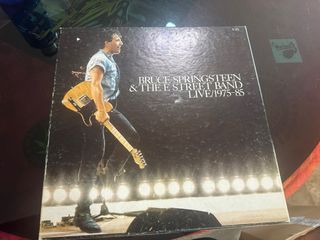 BRUCE SPRINGSTEEN
& THE E STREET BAND
LIVE/1975-85